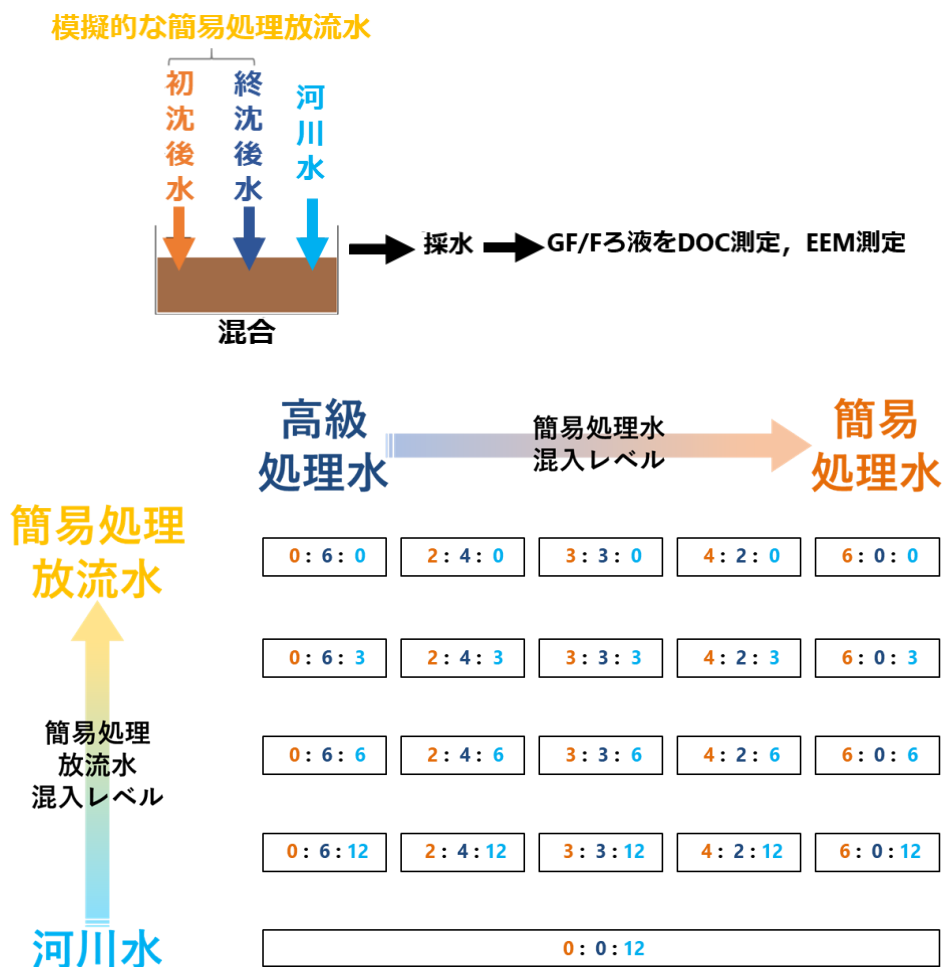 模擬的な簡易処理放流水
初沈後水
終沈後水
河川水
採水
GF/Fろ液をDOC測定，EEM測定
混合
高級
処理水
簡易処理水
混入レベル
簡易
処理水
簡易処理
放流水
0 : 6 : 0
2 : 4 : 0
3 : 3 : 0
4 : 2 : 0
6 : 0 : 0
0 : 6 : 3
2 : 4 : 3
3 : 3 : 3
4 : 2 : 3
6 : 0 : 3
簡易処理
放流水
混入レベル
0 : 6 : 6
2 : 4 : 6
3 : 3 : 6
4 : 2 : 6
6 : 0 : 6
0 : 6 : 12
2 : 4 : 12
3 : 3 : 12
4 : 2 : 12
6 : 0 : 12
河川水
0 : 0 : 12